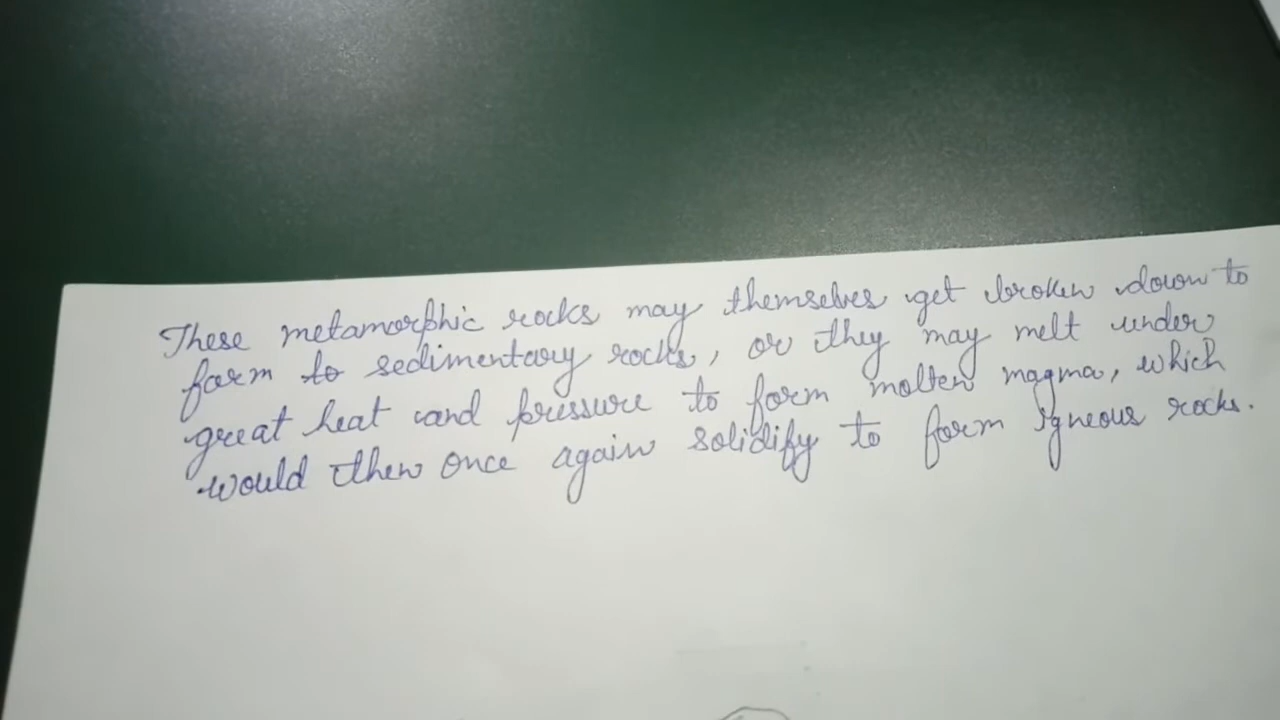 These metamorphic rocks may themselves get broken down to
form to sedimentary rocks, or they may melt under
great heat and pressure to form molten magma, which
would then once again solidify to form igneous rocks.